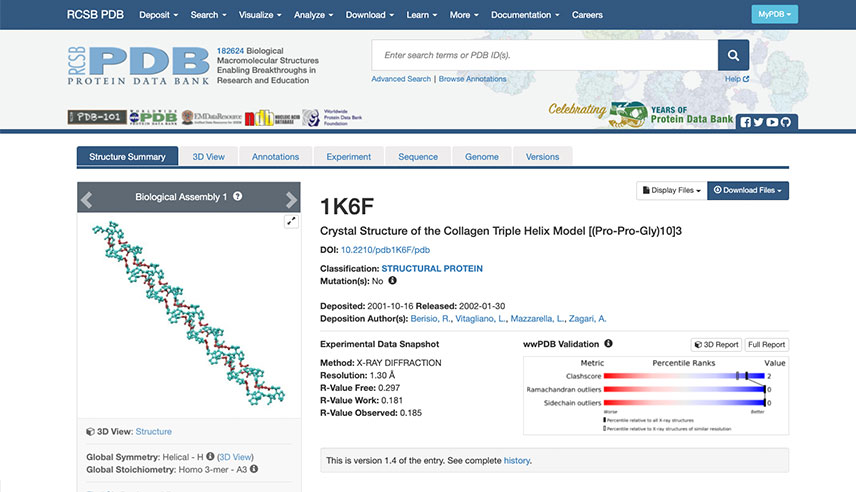 RCSB PDB Deposit Search Visualize Analyze Download Learn More Documentation Careers MyPDB
RCSB
PDB
PROTEIN DATA BANK
182624 Biological
Macromolecular Structures
Enabling Breakthroughs in
Research and Education
Enter search terms or PDB ID(s).
Advanced Search | Browse Annotations Help
PDB-101 WORLDWIDE PDB PROTEIN DATA BANK EMDataResource NUCLEIC ACID DATABASE Worldwide Protein Data Bank Foundation
Celebrating 50 YEARS OF Protein Data Bank
Structure Summary 3D View Annotations Experiment Sequence Genome Versions
Biological Assembly 1 ?
3D View: Structure
Global Symmetry: Helical - H (3D View)
Global Stoichiometry: Homo 3-mer - A3
Display Files Download Files
1K6F
Crystal Structure of the Collagen Triple Helix Model [(Pro-Pro-Gly)10]3
DOI: 10.2210/pdb1K6F/pdb
Classification: STRUCTURAL PROTEIN
Mutation(s): No
Deposited: 2001-10-16 Released: 2002-01-30
Deposition Author(s): Berisio, R., Vitagliano, L., Mazzarella, L., Zagari, A.
Experimental Data Snapshot
Method: X-RAY DIFFRACTION
Resolution: 1.30 Å
R-Value Free: 0.297
R-Value Work: 0.181
R-Value Observed: 0.185
wwPDB Validation 3D Report Full Report
Metric Percentile Ranks Value
Clashscore 2
Ramachandran outliers 0
Sidechain outliers 0
Worse Better
Percentile relative to all X-ray structures
Percentile relative to X-ray structures of similar resolution
This is version 1.4 of the entry. See complete history.